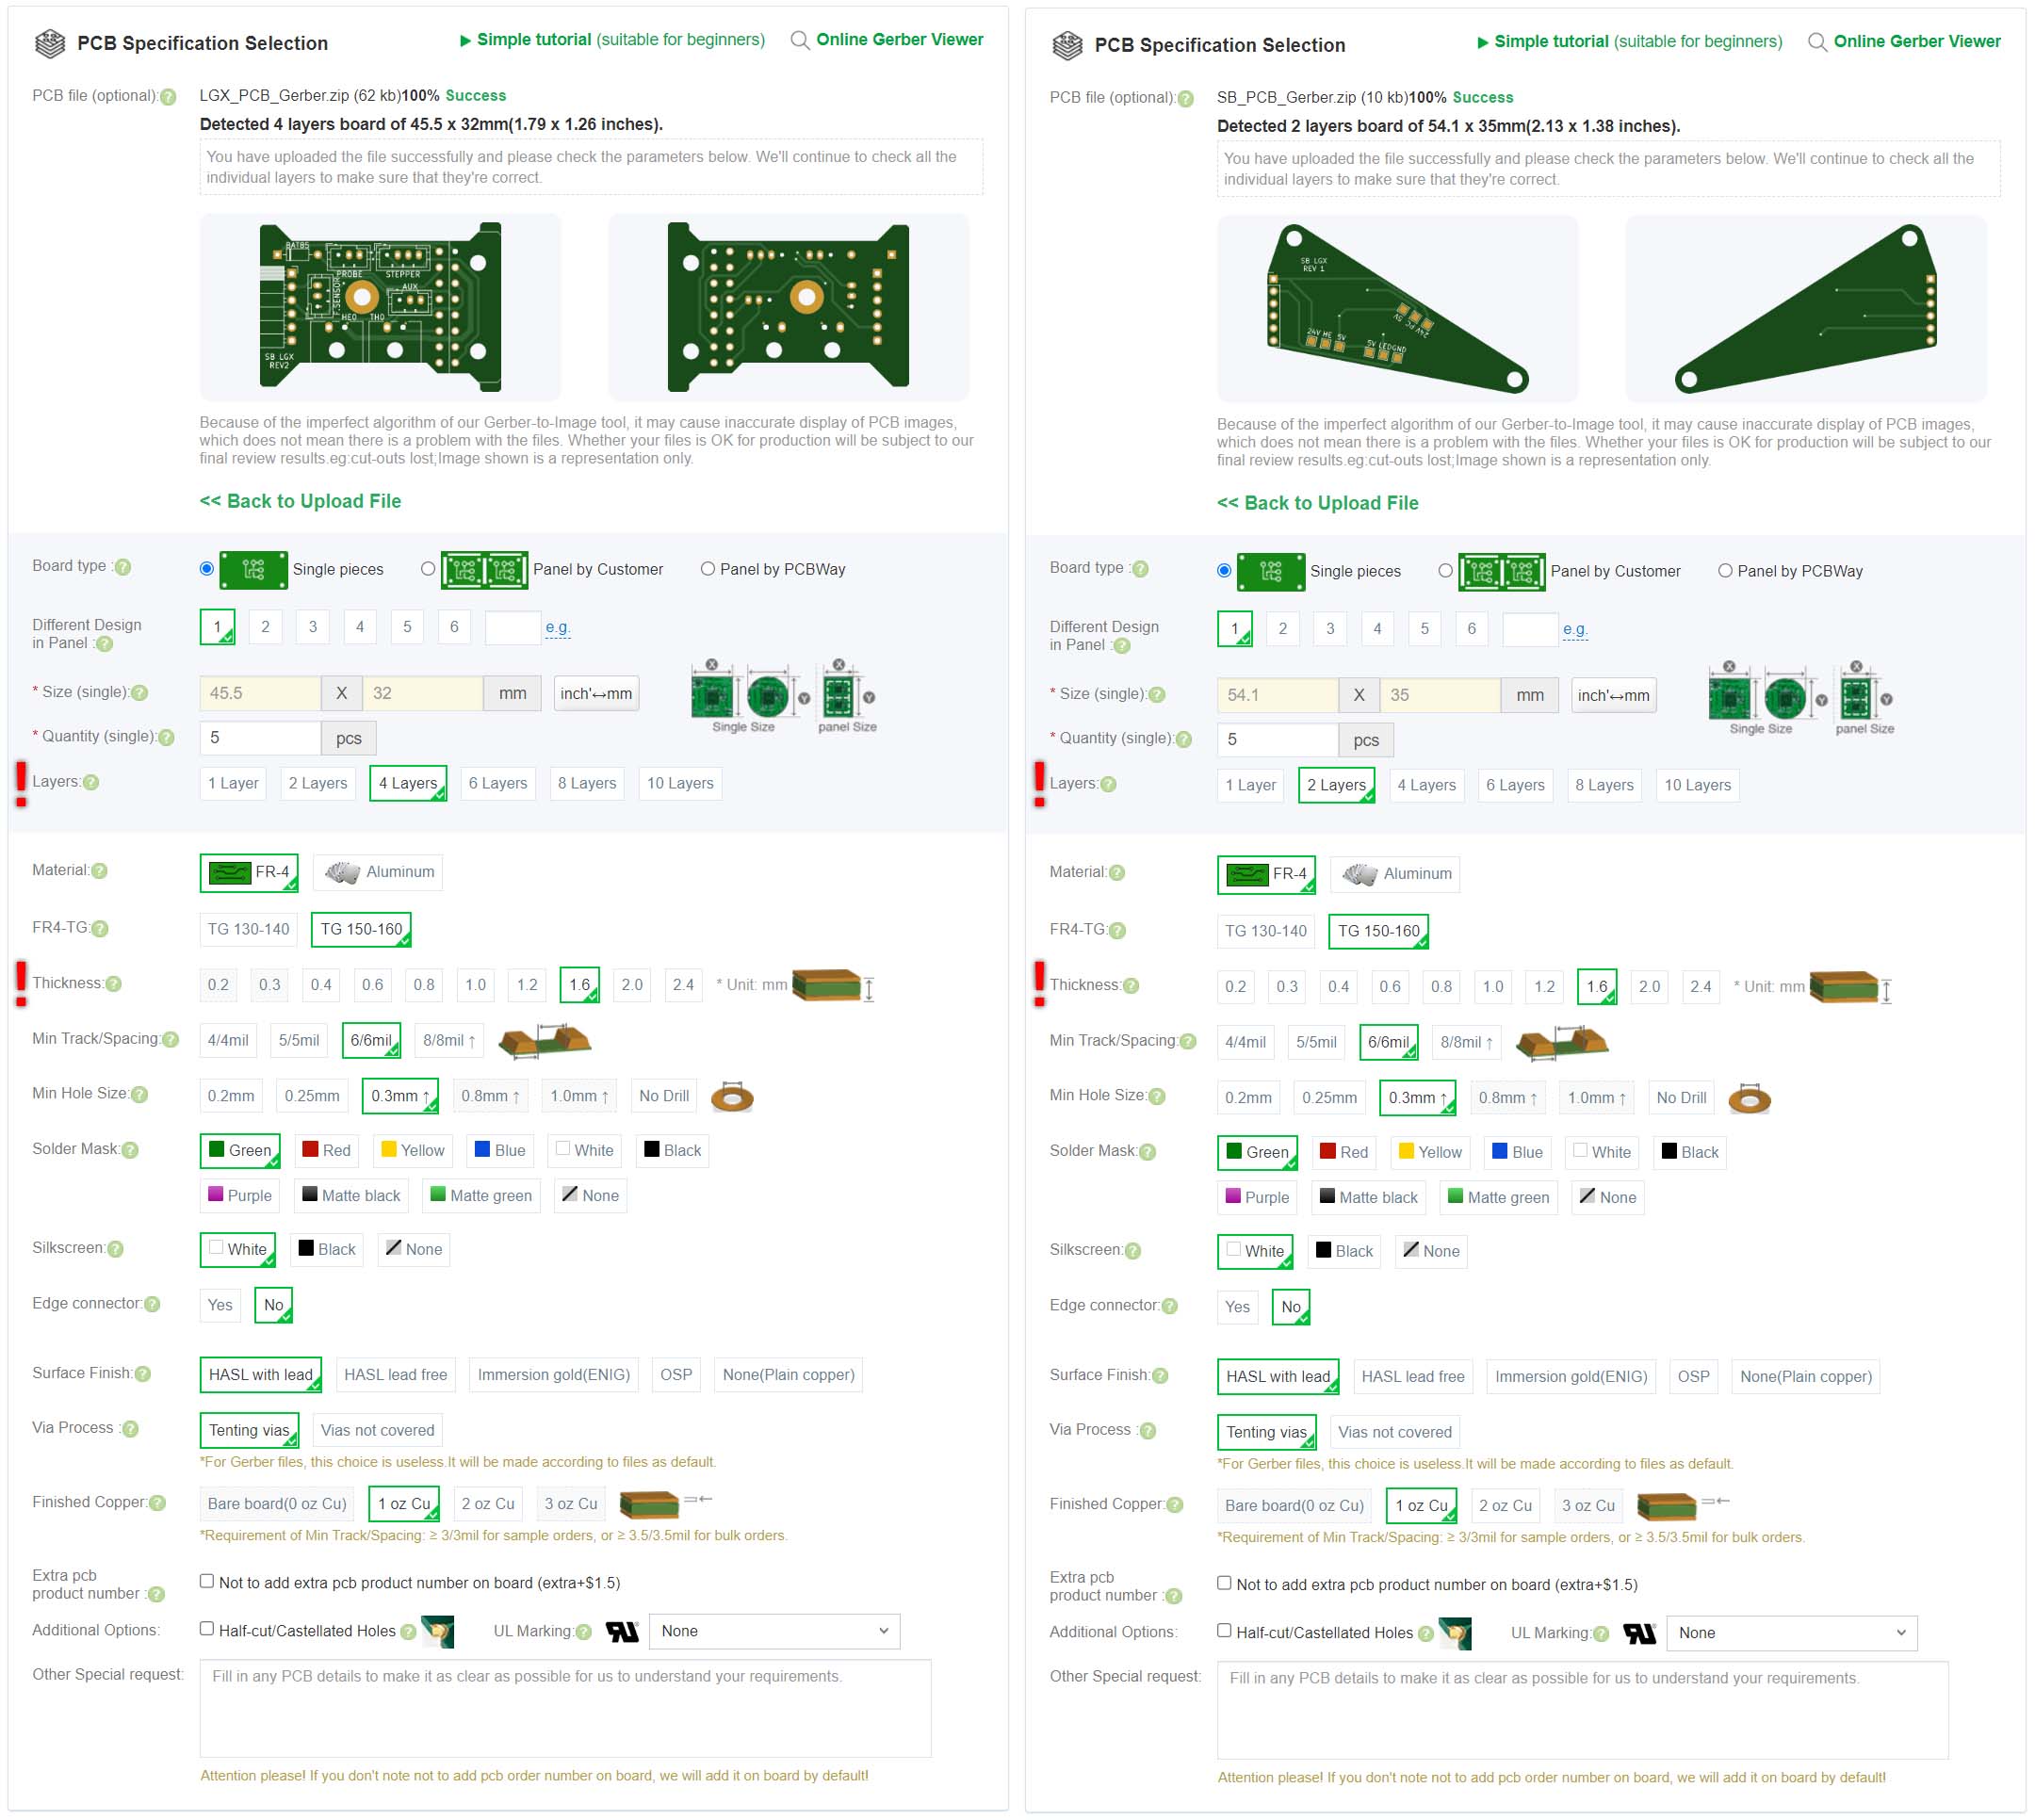 PCB Specification Selection
Simple tutorial (suitable for beginners)
Online Gerber Viewer
PCB file (optional):
LGX_PCB_Gerber.zip (62 kb)100% Success
Detected 4 layers board of 45.5 x 32mm(1.79 x 1.26 inches).
You have uploaded the file successfully and please check the parameters below. We'll continue to check all the
individual layers to make sure that they're correct.
BAT85
PROBE STEPPER
F.SENSOR
AUX
HE0 TH0
SB LGX
REV2
Because of the imperfect algorithm of our Gerber-to-Image tool, it may cause inaccurate display of PCB images,
which does not mean there is a problem with the files. Whether your files is OK for production will be subject to our
final review results.eg:cut-outs lost;Image shown is a representation only.
<< Back to Upload File
Board type :
Single pieces
Panel by Customer
Panel by PCBWay
Different Design
in Panel :
1 2 3 4 5 6 e.g.
* Size (single):
45.5 X 32 mm inch'↔mm
X X
Y Y
Single Size panel Size
* Quantity (single):
5 pcs
Layers:
1 Layer 2 Layers 4 Layers 6 Layers 8 Layers 10 Layers
Material:
FR-4 Aluminum
FR4-TG:
TG 130-140 TG 150-160
Thickness:
0.2 0.3 0.4 0.6 0.8 1.0 1.2 1.6 2.0 2.4 * Unit: mm
Min Track/Spacing:
4/4mil 5/5mil 6/6mil 8/8mil ↑
Min Hole Size:
0.2mm 0.25mm 0.3mm ↑ 0.8mm ↑ 1.0mm ↑ No Drill
Solder Mask:
Green Red Yellow Blue White Black
Purple Matte black Matte green None
Silkscreen:
White Black None
Edge connector:
Yes No
Surface Finish:
HASL with lead HASL lead free Immersion gold(ENIG) OSP None(Plain copper)
Via Process :
Tenting vias Vias not covered
*For Gerber files, this choice is useless.It will be made according to files as default.
Finished Copper:
Bare board(0 oz Cu) 1 oz Cu 2 oz Cu 3 oz Cu
*Requirement of Min Track/Spacing: ≥ 3/3mil for sample orders, or ≥ 3.5/3.5mil for bulk orders.
Extra pcb
product number :
Not to add extra pcb product number on board (extra+$1.5)
Additional Options:
Half-cut/Castellated Holes UL Marking: None
Other Special request:
Fill in any PCB details to make it as clear as possible for us to understand your requirements.
Attention please! If you don't note not to add pcb order number on board, we will add it on board by default!
PCB Specification Selection
Simple tutorial (suitable for beginners)
Online Gerber Viewer
PCB file (optional):
SB_PCB_Gerber.zip (10 kb)100% Success
Detected 2 layers board of 54.1 x 35mm(2.13 x 1.38 inches).
You have uploaded the file successfully and please check the parameters below. We'll continue to check all the
individual layers to make sure that they're correct.
SB LGX
REV 1
24V PC 5V
24V HE 5V
5V LEDGND
Because of the imperfect algorithm of our Gerber-to-Image tool, it may cause inaccurate display of PCB images,
which does not mean there is a problem with the files. Whether your files is OK for production will be subject to our
final review results.eg:cut-outs lost;Image shown is a representation only.
<< Back to Upload File
Board type :
Single pieces
Panel by Customer
Panel by PCBWay
Different Design
in Panel :
1 2 3 4 5 6 e.g.
* Size (single):
54.1 X 35 mm inch'↔mm
X X
Y Y
Single Size panel Size
* Quantity (single):
5 pcs
Layers:
1 Layer 2 Layers 4 Layers 6 Layers 8 Layers 10 Layers
Material:
FR-4 Aluminum
FR4-TG:
TG 130-140 TG 150-160
Thickness:
0.2 0.3 0.4 0.6 0.8 1.0 1.2 1.6 2.0 2.4 * Unit: mm
Min Track/Spacing:
4/4mil 5/5mil 6/6mil 8/8mil ↑
Min Hole Size:
0.2mm 0.25mm 0.3mm ↑ 0.8mm ↑ 1.0mm ↑ No Drill
Solder Mask:
Green Red Yellow Blue White Black
Purple Matte black Matte green None
Silkscreen:
White Black None
Edge connector:
Yes No
Surface Finish:
HASL with lead HASL lead free Immersion gold(ENIG) OSP None(Plain copper)
Via Process :
Tenting vias Vias not covered
*For Gerber files, this choice is useless.It will be made according to files as default.
Finished Copper:
Bare board(0 oz Cu) 1 oz Cu 2 oz Cu 3 oz Cu
*Requirement of Min Track/Spacing: ≥ 3/3mil for sample orders, or ≥ 3.5/3.5mil for bulk orders.
Extra pcb
product number :
Not to add extra pcb product number on board (extra+$1.5)
Additional Options:
Half-cut/Castellated Holes UL Marking: None
Other Special request:
Fill in any PCB details to make it as clear as possible for us to understand your requirements.
Attention please! If you don't note not to add pcb order number on board, we will add it on board by default!